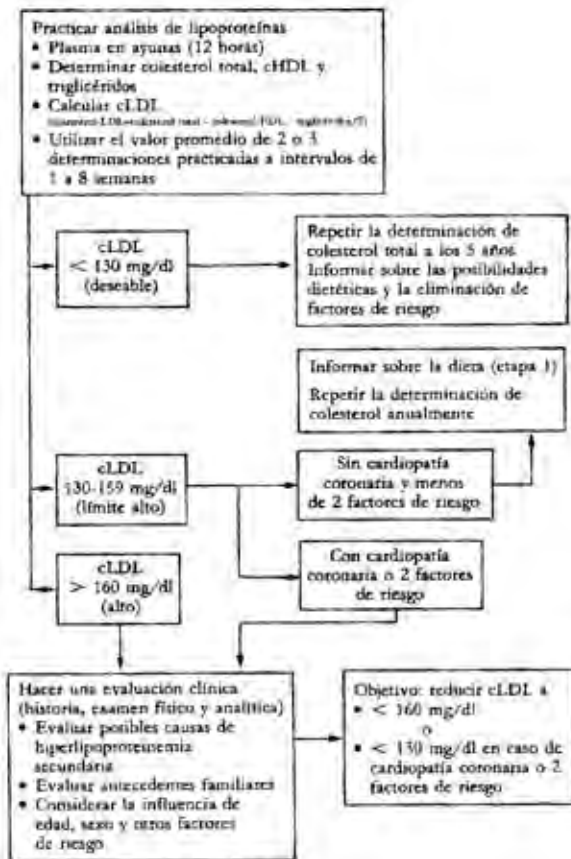 Practicar análisis de lipoproteínas
• Plasma en ayunas (12 horas)
• Determinar colesterol total, cHDL y
triglicéridos
• Calcular cLDL
• Utilizar el valor promedio de 2 o 3
determinaciones practicadas a intervalos de
1 a 8 semanas
cLDL
< 130 mg/dl
(deseable)
Repetir la determinación de
colesterol total a los 5 años
Informar sobre las posibilidades
dietéticas y la eliminación de
factores de riesgo
Informar sobre la dieta (etapa 1)
Repetir la determinación de
colesterol anualmente
cLDL
130-159 mg/dl
(límite alto)
Sin cardiopatía
coronaria y menos
de 2 factores de riesgo
cLDL
> 160 mg/dl
(alto)
Con cardiopatía
coronaria o 2 factores
de riesgo
Hacer una evaluación clínica
(historia, examen físico y analítica)
• Evaluar posibles causas de
hiperlipoproteinemia
secundaria
• Evaluar antecedentes familiares
• Considerar la influencia de
edad, sexo y otros factores
de riesgo
Objetivo: reducir cLDL a
• < 160 mg/dl
o
• < 130 mg/dl en caso de
cardiopatía coronaria o 2
factores de riesgo